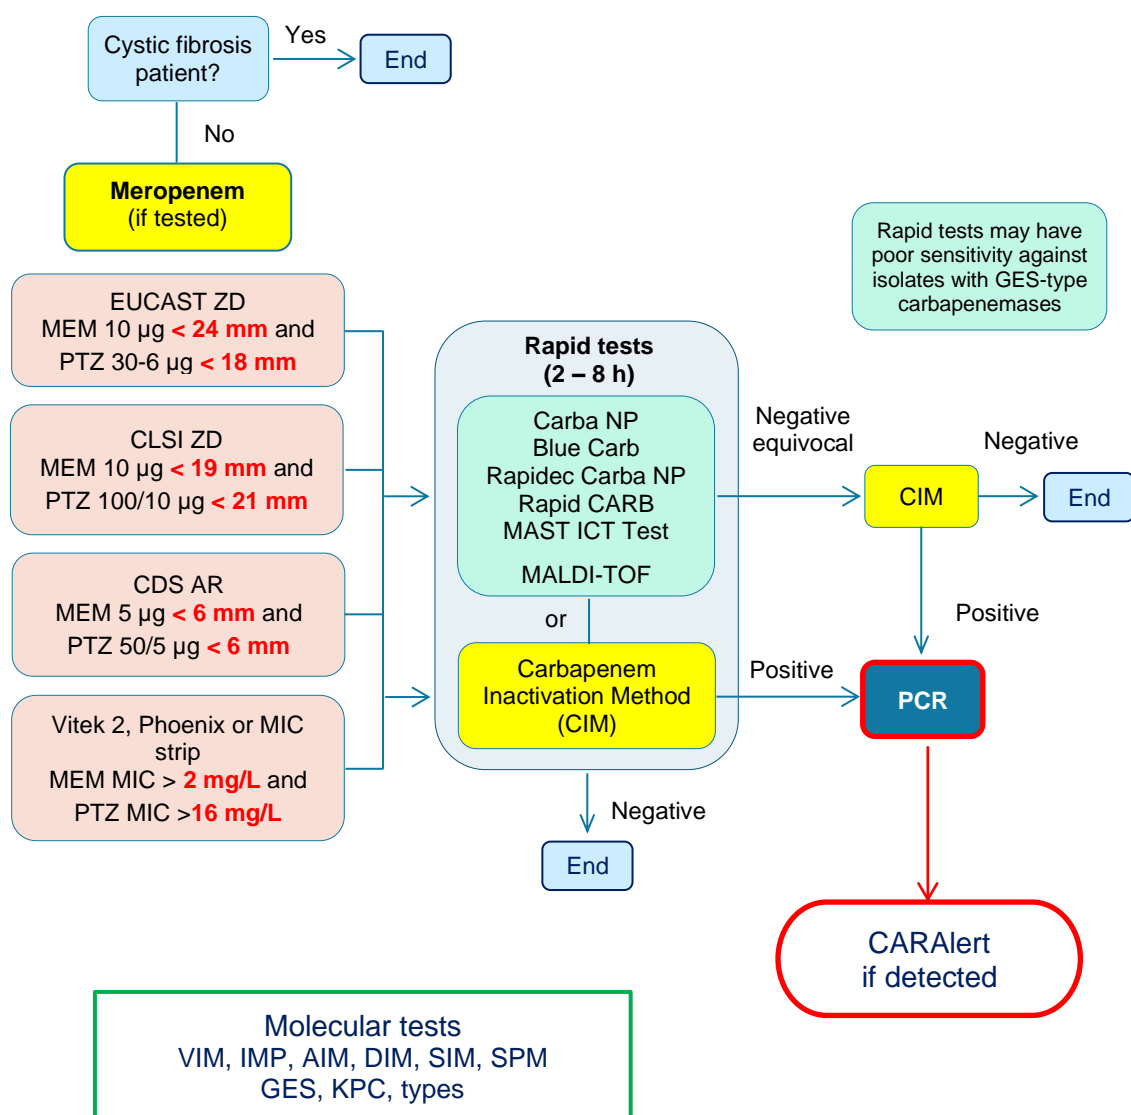 Cystic fibrosis
patient?
Yes
End
No
Meropenem
(if tested)
Rapid tests may have
poor sensitivity against
isolates with GES-type
carbapenemases
EUCAST ZD
MEM 10 µg < 24 mm and
PTZ 30-6 µg < 18 mm
CLSI ZD
MEM 10 µg < 19 mm and
PTZ 100/10 µg < 21 mm
CDS AR
MEM 5 µg < 6 mm and
PTZ 50/5 µg < 6 mm
Vitek 2, Phoenix or MIC
strip
MEM MIC > 2 mg/L and
PTZ MIC >16 mg/L
Rapid tests
(2 – 8 h)
Carba NP
Blue Carb
Rapidec Carba NP
Rapid CARB
MAST ICT Test
MALDI-TOF
or
Carbapenem
Inactivation Method
(CIM)
Negative
equivocal
CIM
Negative
End
Positive
Positive
PCR
Negative
End
CARAlert
if detected
Molecular tests
VIM, IMP, AIM, DIM, SIM, SPM
GES, KPC, types